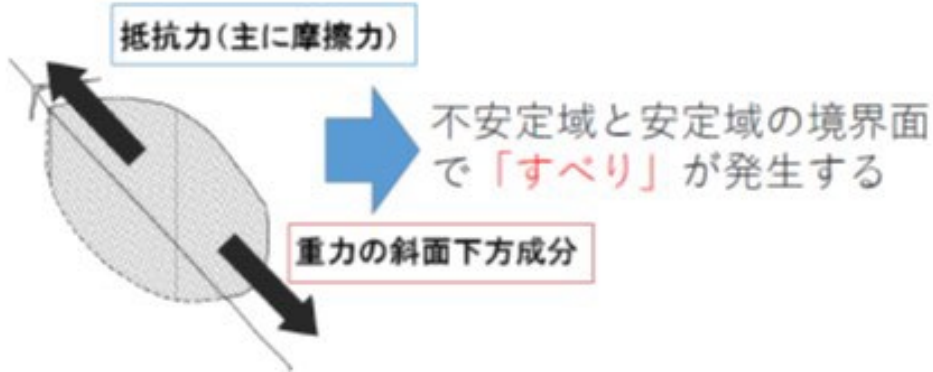 抵抗力(主に摩擦力)
不安定域と安定域の境界面
で「すべり」が発生する
重力の斜面下方成分